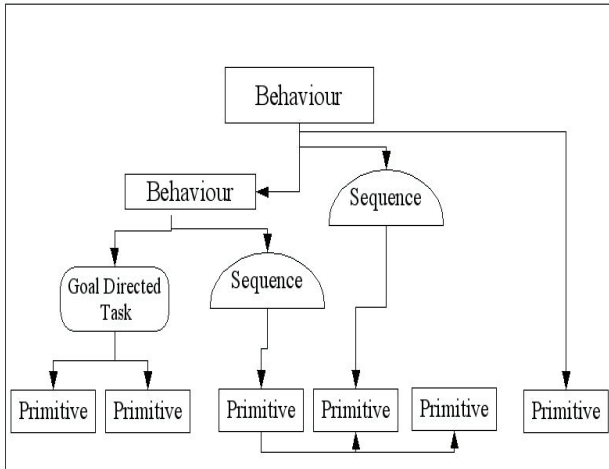 Behaviour
Behaviour
Sequence
Goal Directed
Task
Sequence
Primitive
Primitive
Primitive
Primitive
Primitive
Primitive